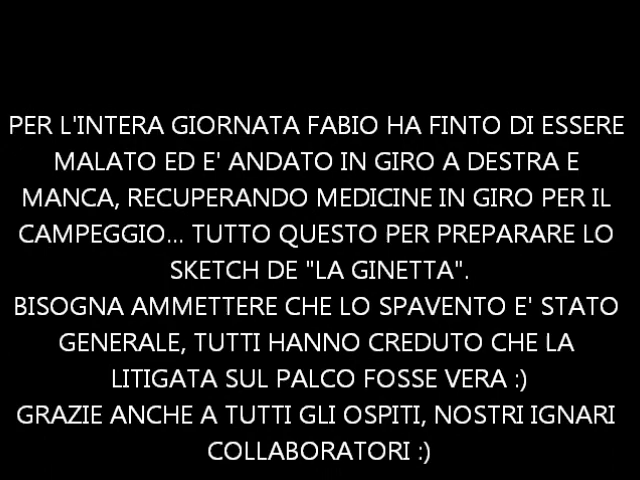 PER L'INTERA GIORNATA FABIO HA FINTO DI ESSERE
MALATO ED E' ANDATO IN GIRO A DESTRA E
MANCA, RECUPERANDO MEDICINE IN GIRO PER IL
CAMPEGGIO... TUTTO QUESTO PER PREPARARE LO
SKETCH DE "LA GINETTA".
BISOGNA AMMETTERE CHE LO SPAVENTO E' STATO
GENERALE, TUTTI HANNO CREDUTO CHE LA
LITIGATA SUL PALCO FOSSE VERA :)
GRAZIE ANCHE A TUTTI GLI OSPITI, NOSTRI IGNARI
COLLABORATORI :)